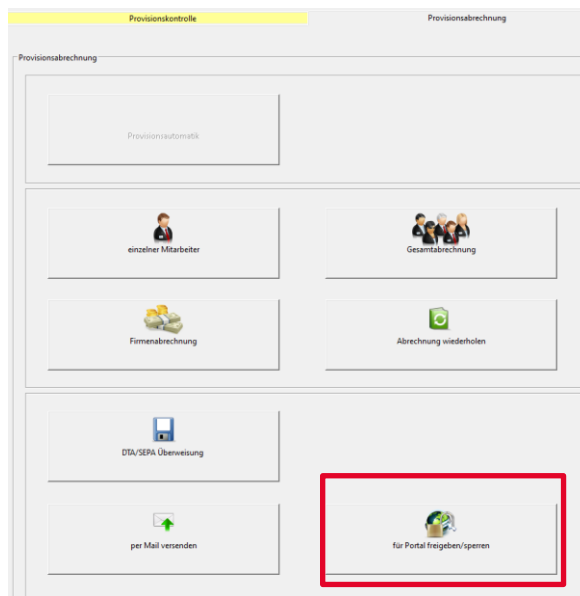 Provisionskontrolle
Provisionsabrechnung
Provisionsabrechnung
Provisionsautomatik
einzelner Mitarbeiter
Gesamtabrechnung
Firmenabrechnung
Abrechnung wiederholen
DTA/SEPA Überweisung
per Mail versenden
für Portal freigeben/sperren